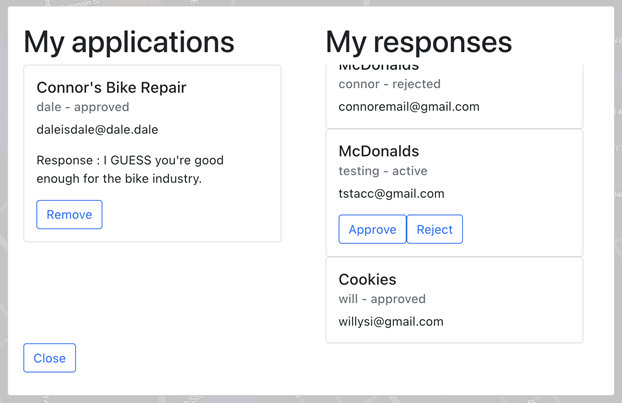 My applications
Connor's Bike Repair
dale - approved
daleisdale@dale.dale
Response : I GUESS you're good
enough for the bike industry.
Remove
Close
My responses
McDonalds
connor - rejected
connoremail@gmail.com
McDonalds
testing - active
tstacc@gmail.com
Approve Reject
Cookies
will - approved
willysi@gmail.com